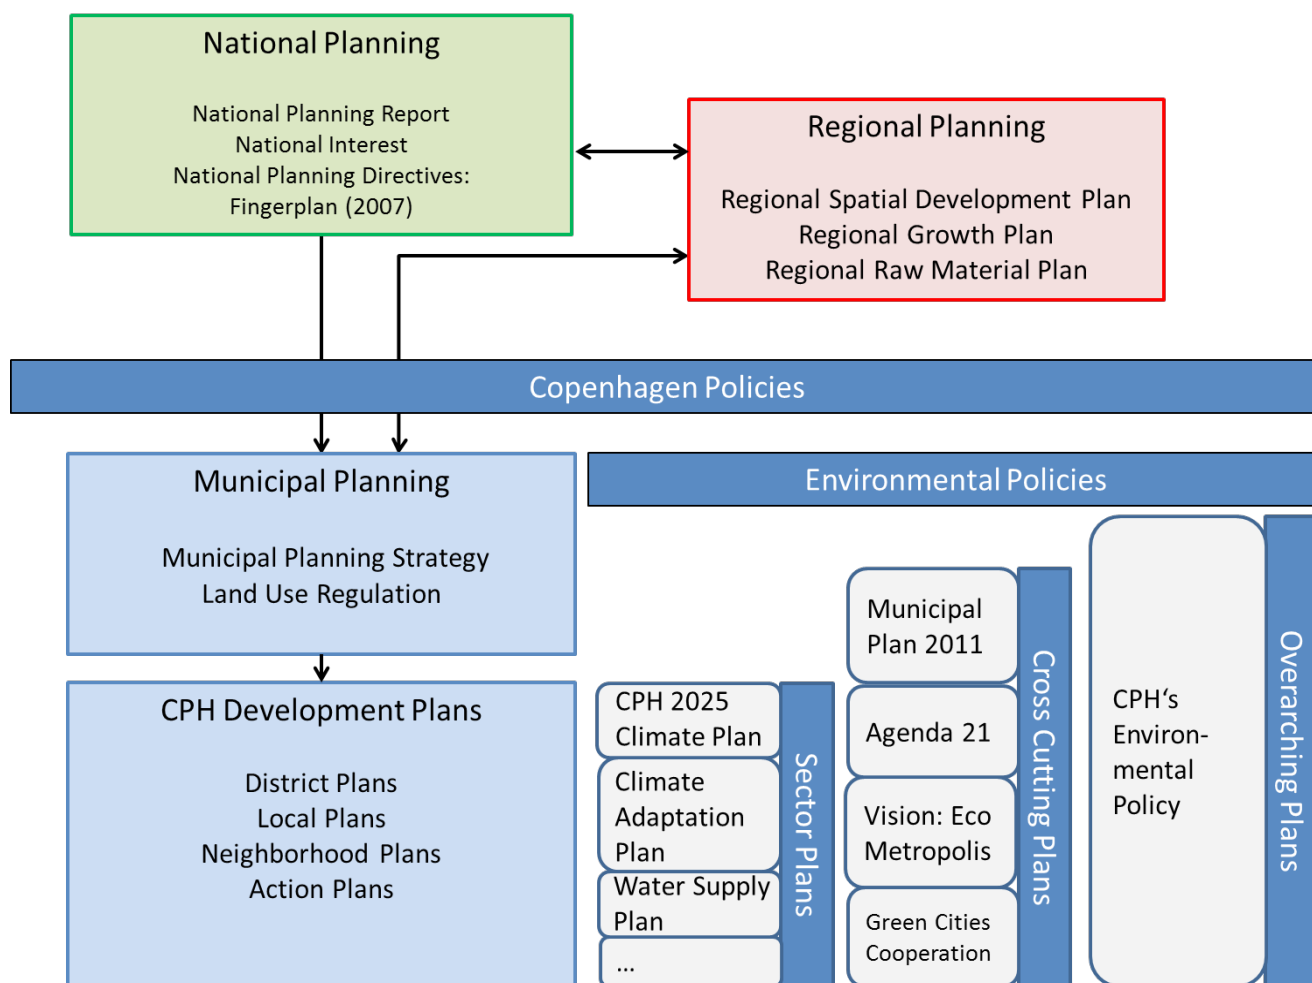 National Planning
National Planning Report
National Interest
National Planning Directives:
Fingerplan (2007)
Regional Planning
Regional Spatial Development Plan
Regional Growth Plan
Regional Raw Material Plan
Copenhagen Policies
Municipal Planning
Municipal Planning Strategy
Land Use Regulation
CPH Development Plans
District Plans
Local Plans
Neighborhood Plans
Action Plans
Environmental Policies
CPH 2025
Climate Plan
Climate
Adaptation
Plan
Water Supply
Plan
...
Sector Plans
Municipal
Plan 2011
Agenda 21
Vision: Eco
Metropolis
Green Cities
Cooperation
Cross Cutting Plans
CPH‘s
Environ-
mental
Policy
Overarching Plans